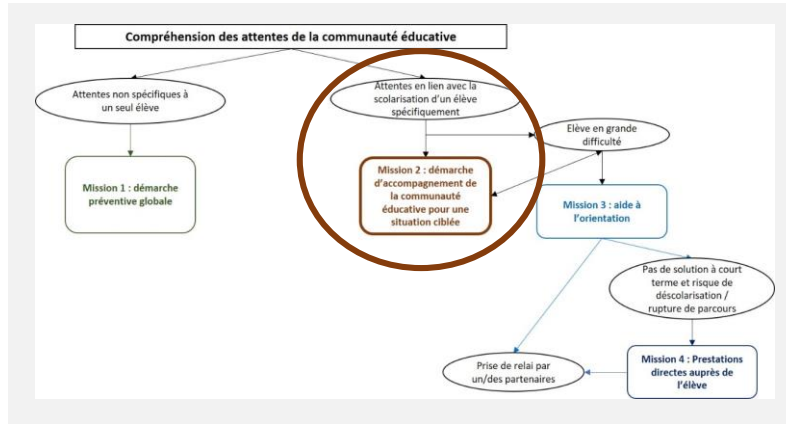 Compréhension des attentes de la communauté éducative
Attentes non spécifiques à
un seul élève
Attentes en lien avec la
scolarisation d'un élève
spécifiquement
Elève en grande
difficulté
Mission 1 : démarche
préventive globale
Mission 2 : démarche
d'accompagnement de
la communauté
éducative pour une
situation ciblée
Mission 3 : aide à
l'orientation
Pas de solution à court
terme et risque de
déscolarisation /
rupture de parcours
Prise de relai par
un/des partenaires
Mission 4 : Prestations
directes auprès de
l'élève